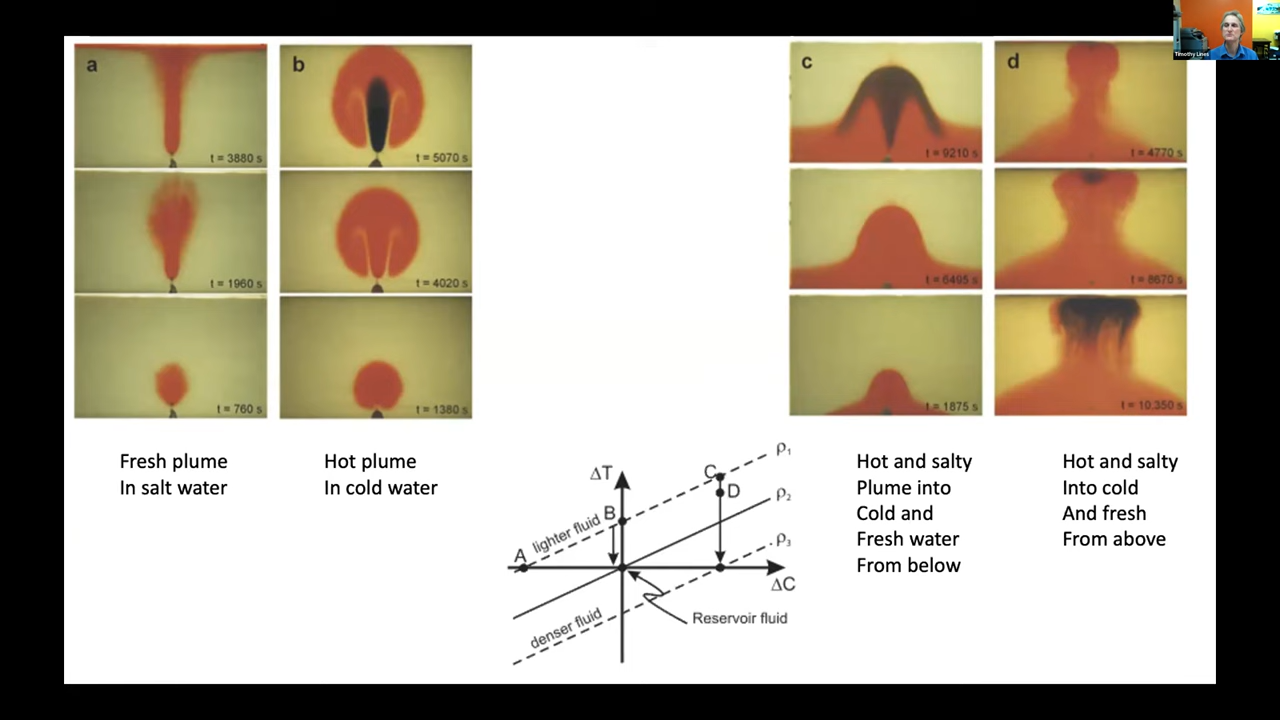 a
t = 3880 s
t = 1960 s
t = 760 s
b
t = 5070 s
t = 4020 s
t = 1380 s
c
t = 9210 s
t = 6495 s
t = 1875 s
d
t = 4770 s
t = 8670 s
t = 10.350 s
Timothy Lines
Fresh plume
In salt water
Hot plume
In cold water
ΔT
ρ₁
C
D
ρ₂
B
lighter fluid
A
ρ₃
ΔC
denser fluid
Reservoir fluid
Hot and salty
Plume into
Cold and
Fresh water
From below
Hot and salty
Into cold
And fresh
From above